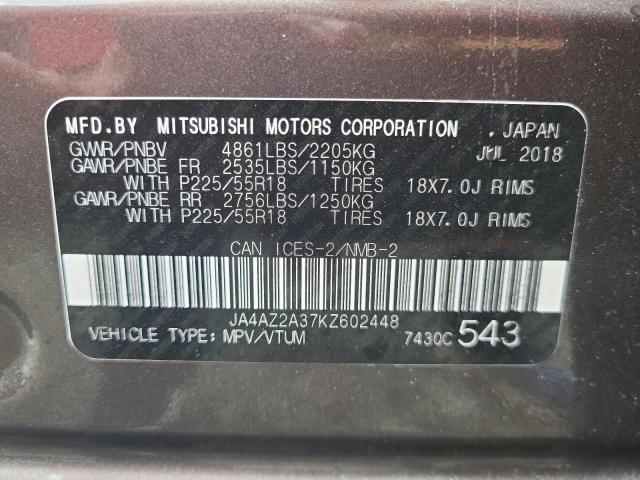 MFD.BY MITSUBISHI MOTORS CORPORATION . JAPAN
GVWR/PNBV 4861LBS/2205KG JUL 2018
GAWR/PNBE FR 2535LBS/1150KG
WITH P225/55R18 TIRES 18X7.0J RIMS
GAWR/PNBE RR 2756LBS/1250KG
WITH P225/55R18 TIRES 18X7.0J RIMS
CAN ICES-2/NMB-2
JA4AZ2A37KZ602448
VEHICLE TYPE: MPV/VTUM 7430C 543